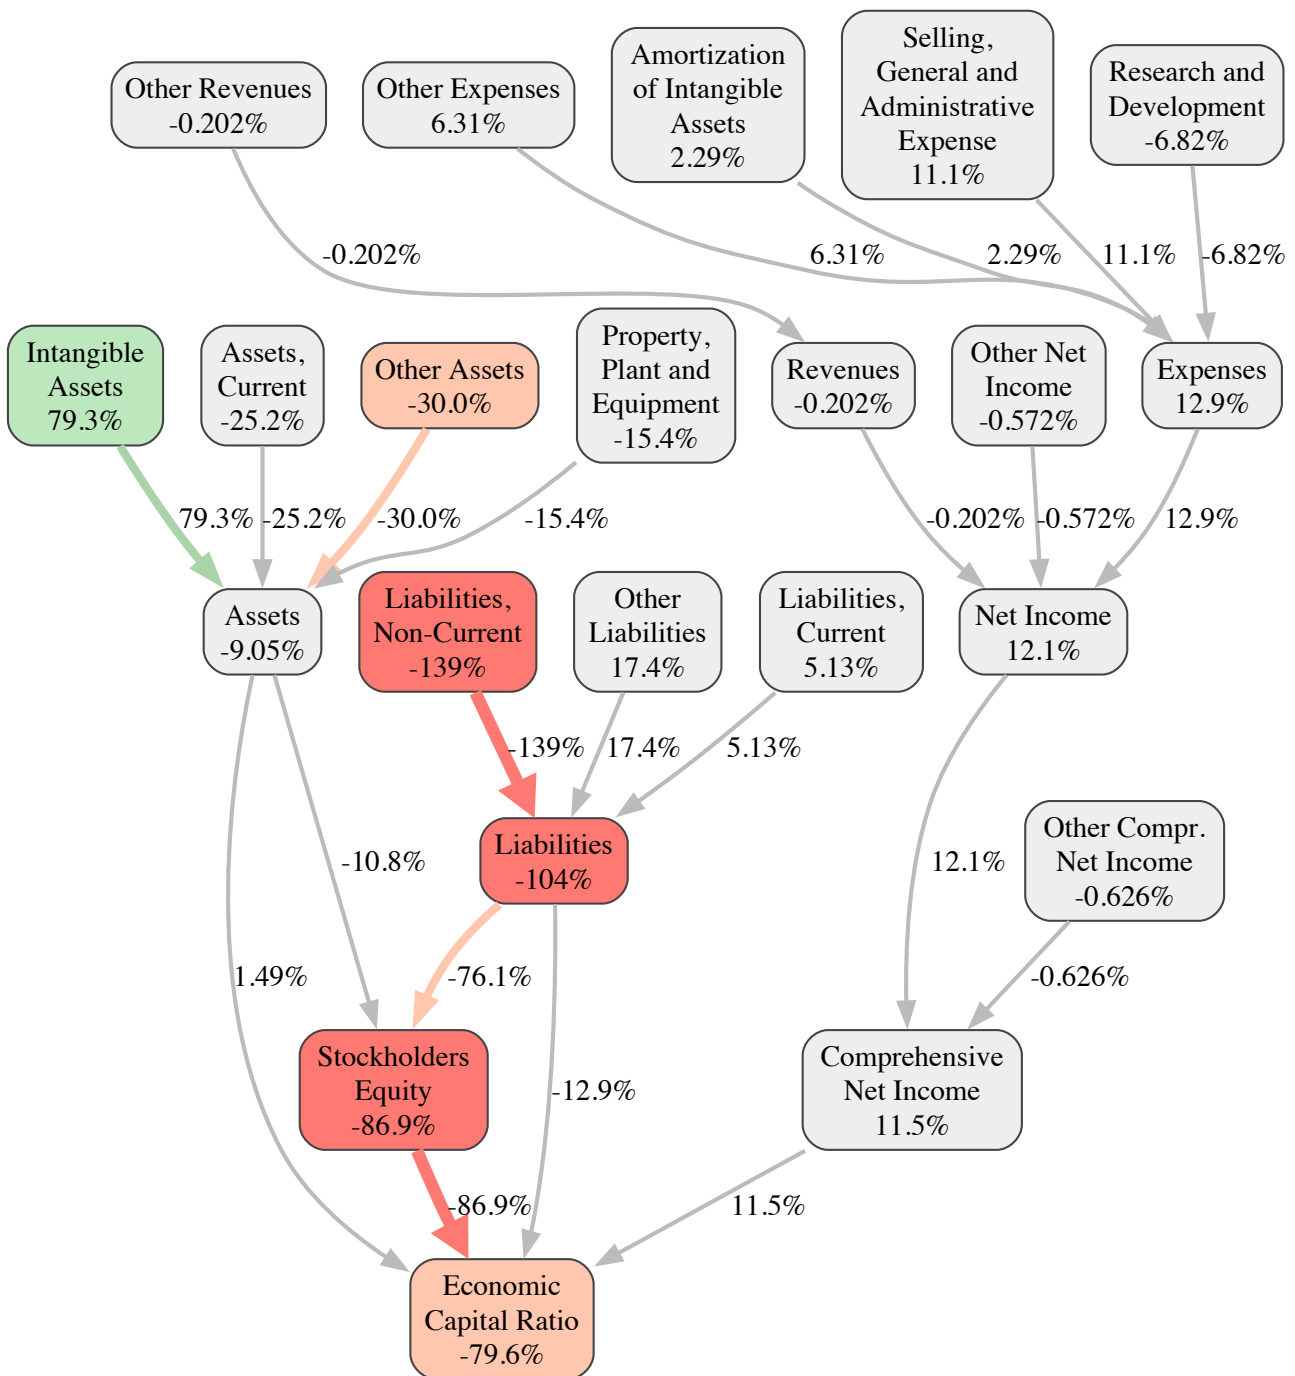 Other Revenues
-0.202%
Other Expenses
6.31%
Amortization
of Intangible
Assets
2.29%
Selling,
General and
Administrative
Expense
11.1%
Research and
Development
-6.82%
-0.202%
6.31%
2.29%
11.1%
-6.82%
Intangible
Assets
79.3%
Assets,
Current
-25.2%
Other Assets
-30.0%
Property,
Plant and
Equipment
-15.4%
Revenues
-0.202%
Other Net
Income
-0.572%
Expenses
12.9%
79.3%
-25.2%
-30.0%
-15.4%
-0.202%
-0.572%
12.9%
Assets
-9.05%
Liabilities,
Non-Current
-139%
Other
Liabilities
17.4%
Liabilities,
Current
5.13%
Net Income
12.1%
-139%
17.4%
5.13%
Liabilities
-104%
-10.8%
12.1%
Other Compr.
Net Income
-0.626%
1.49%
-76.1%
-0.626%
Stockholders
Equity
-86.9%
-12.9%
Comprehensive
Net Income
11.5%
-86.9%
11.5%
Economic
Capital Ratio
-79.6%